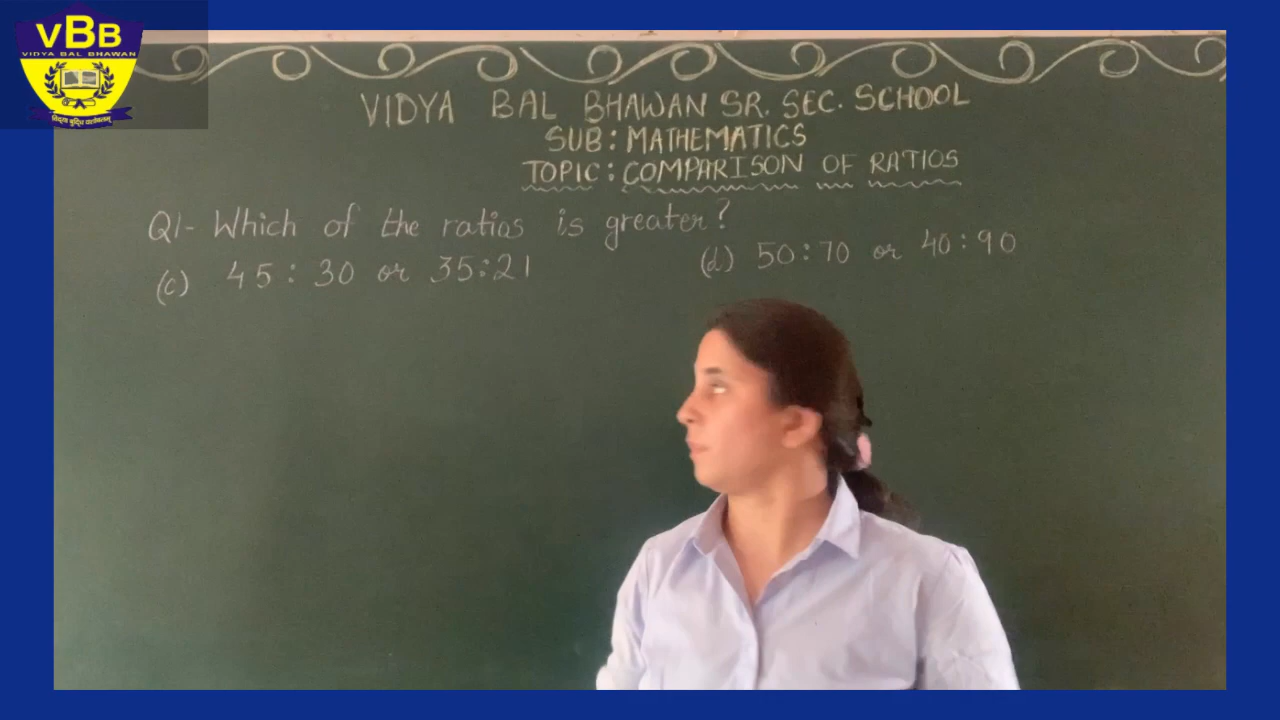 VBB
VIDYA BAL BHAWAN
VIDYA BAL BHAWAN SR. SEC. SCHOOL
SUB: MATHEMATICS
TOPIC: COMPARISON OF RATIOS
Q1- Which of the ratios is greater?
(c) 45: 30 or 35:21
(d) 50:70 or 40:90